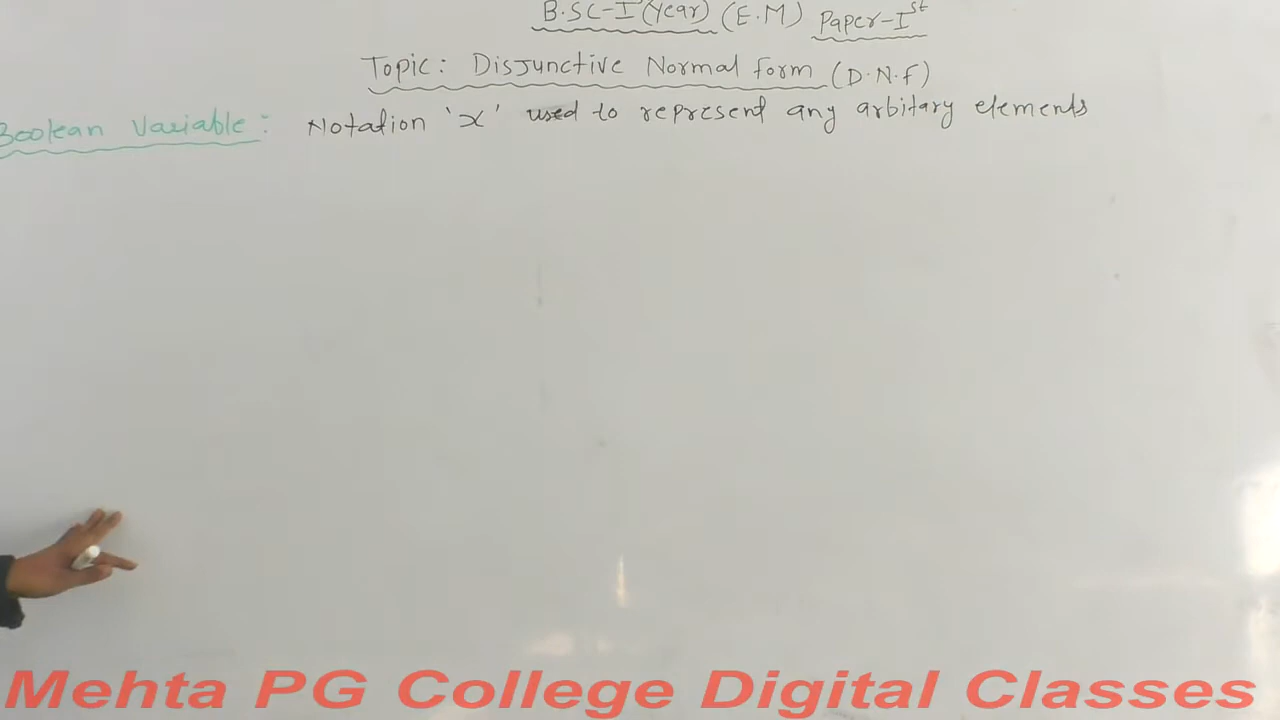 B.SC-I (Year) (E.M) Paper-I st
Topic: Disjunctive Normal form (D.N.F)
Boolean Variable: Notation 'x' used to represent any arbitary elements
Mehta PG College Digital Classes